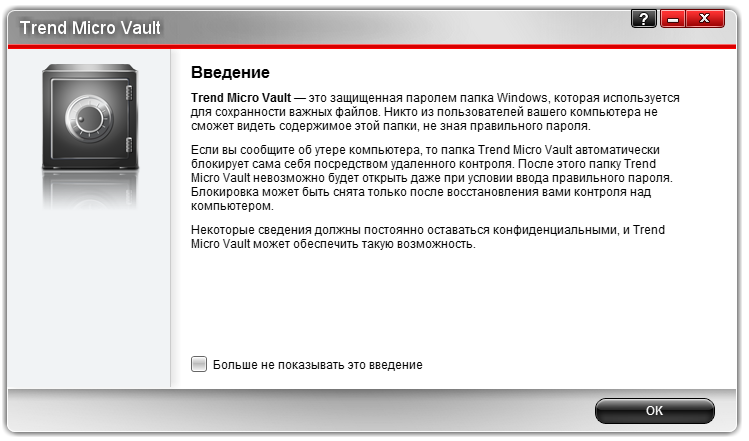 Trend Micro Vault
?
Введение
Trend Micro Vault — это защищенная паролем папка Windows, которая используется
для сохранности важных файлов. Никто из пользователей вашего компьютера не
сможет видеть содержимое этой папки, не зная правильного пароля.
Если вы сообщите об утере компьютера, то папка Trend Micro Vault автоматически
блокирует сама себя посредством удаленного контроля. После этого папку Trend
Micro Vault невозможно будет открыть даже при условии ввода правильного пароля.
Блокировка может быть снята только после восстановления вами контроля над
компьютером.
Некоторые сведения должны постоянно оставаться конфиденциальными, и Trend
Micro Vault может обеспечить такую возможность.
Больше не показывать это введение
OK